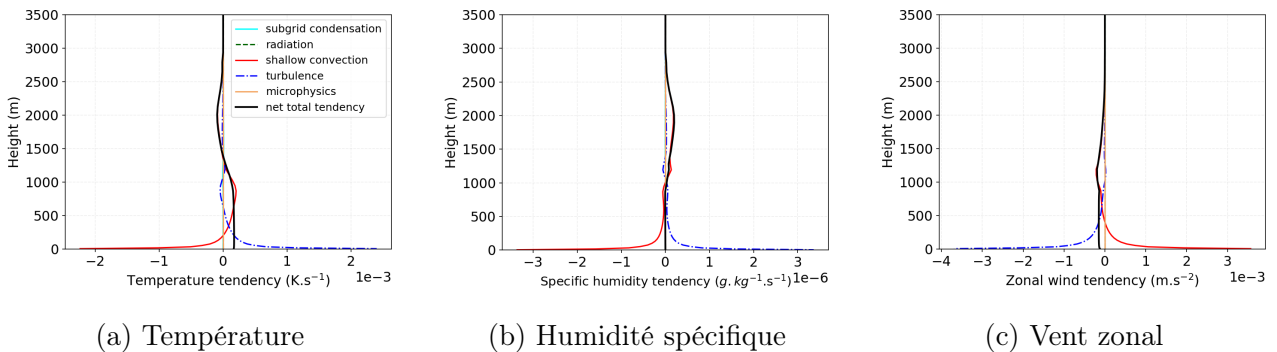 3500
3000
2500
2000
1500
1000
500
0
Height (m)
subgrid condensation
radiation
shallow convection
turbulence
microphysics
net total tendency
−2 −1 0 1 2
1e−3
Temperature tendency (K.s⁻¹)
(a) Température
3500
3000
2500
2000
1500
1000
500
0
Height (m)
−3 −2 −1 0 1 2 3
1e−6
Specific humidity tendency (g.kg⁻¹.s⁻¹)
(b) Humidité spécifique
3500
3000
2500
2000
1500
1000
500
0
Height (m)
−4 −3 −2 −1 0 1 2 3
1e−3
Zonal wind tendency (m.s⁻²)
(c) Vent zonal